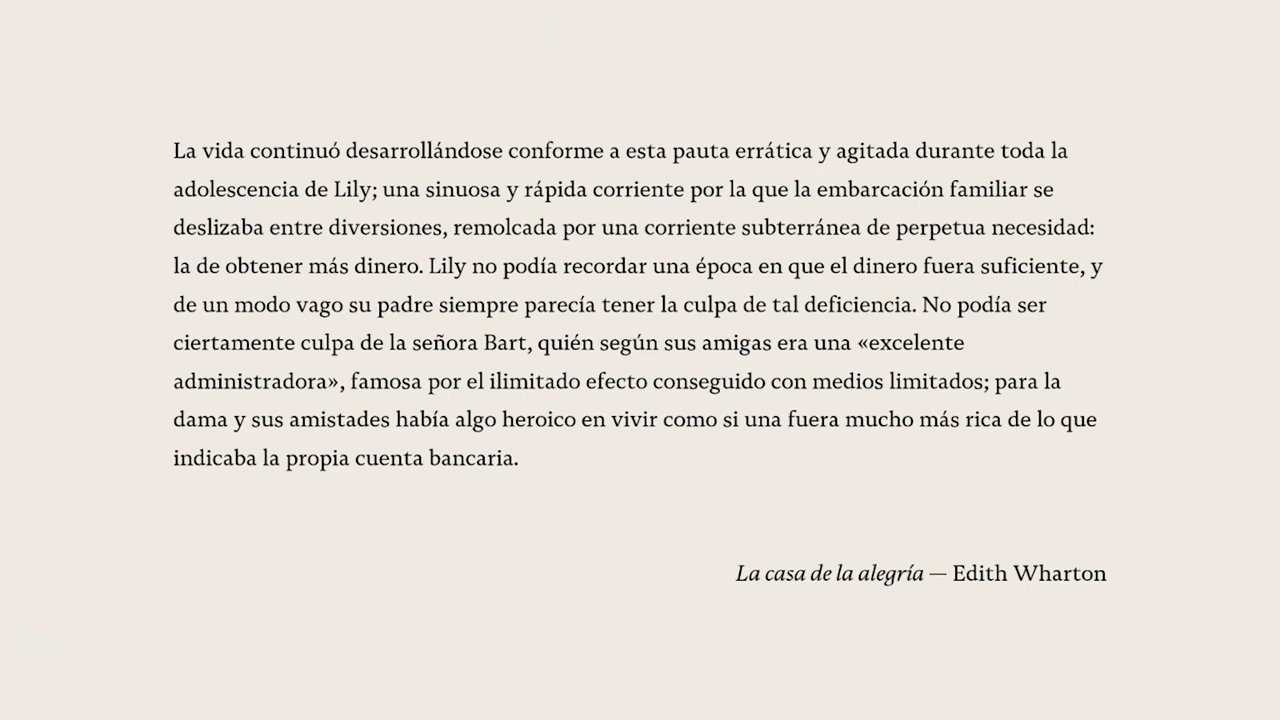 La vida continuó desarrollándose conforme a esta pauta errática y agitada durante toda la
adolescencia de Lily; una sinuosa y rápida corriente por la que la embarcación familiar se
deslizaba entre diversiones, remolcada por una corriente subterránea de perpetua necesidad:
la de obtener más dinero. Lily no podía recordar una época en que el dinero fuera suficiente, y
de un modo vago su padre siempre parecía tener la culpa de tal deficiencia. No podía ser
ciertamente culpa de la señora Bart, quién según sus amigas era una «excelente
administradora», famosa por el ilimitado efecto conseguido con medios limitados; para la
dama y sus amistades había algo heroico en vivir como si una fuera mucho más rica de lo que
indicaba la propia cuenta bancaria.
La casa de la alegría — Edith Wharton